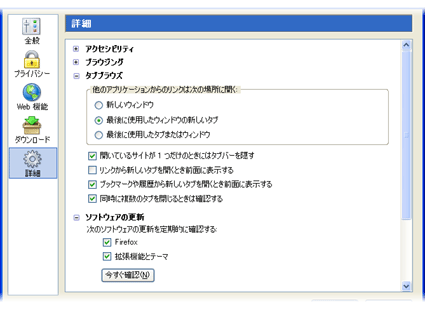 全般
プライバシー
Web 機能
ダウンロード
詳細
詳細
アクセシビリティ
ブラウジング
タブブラウズ
他のアプリケーションからのリンクは次の場所に開く:
新しいウィンドウ
最後に使用したウィンドウの新しいタブ
最後に使用したタブまたはウィンドウ
開いているサイトが 1 つだけのときにはタブバーを隠す
リンクから新しいタブを開くとき前面に表示する
ブックマークや履歴から新しいタブを開くとき前面に表示する
同時に複数のタブを閉じるときは確認する
ソフトウェアの更新
次のソフトウェアの更新を定期的に確認する:
Firefox
拡張機能とテーマ
今すぐ確認(N)